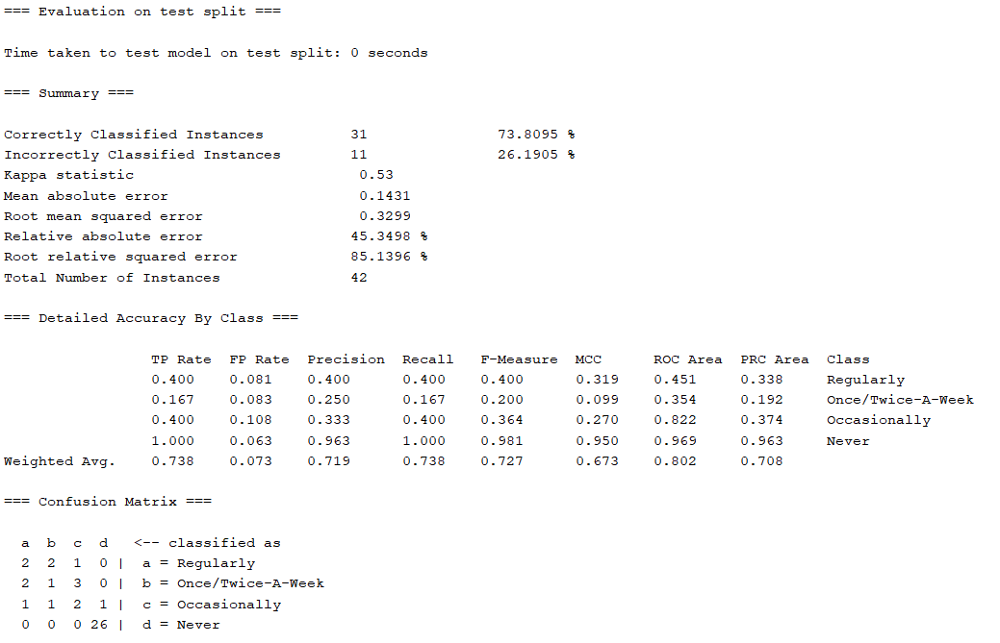 === Evaluation on test split ===
Time taken to test model on test split: 0 seconds
=== Summary ===
Correctly Classified Instances 31 73.8095 %
Incorrectly Classified Instances 11 26.1905 %
Kappa statistic 0.53
Mean absolute error 0.1431
Root mean squared error 0.3299
Relative absolute error 45.3498 %
Root relative squared error 85.1396 %
Total Number of Instances 42
=== Detailed Accuracy By Class ===
TP Rate FP Rate Precision Recall F-Measure MCC ROC Area PRC Area Class
0.400 0.081 0.400 0.400 0.400 0.319 0.451 0.338 Regularly
0.167 0.083 0.250 0.167 0.200 0.099 0.354 0.192 Once/Twice-A-Week
0.400 0.108 0.333 0.400 0.364 0.270 0.822 0.374 Occasionally
1.000 0.063 0.963 1.000 0.981 0.950 0.969 0.963 Never
Weighted Avg. 0.738 0.073 0.719 0.738 0.727 0.673 0.802 0.708
=== Confusion Matrix ===
a b c d <-- classified as
2 2 1 0 | a = Regularly
2 1 3 0 | b = Once/Twice-A-Week
1 1 2 1 | c = Occasionally
0 0 0 26 | d = Never